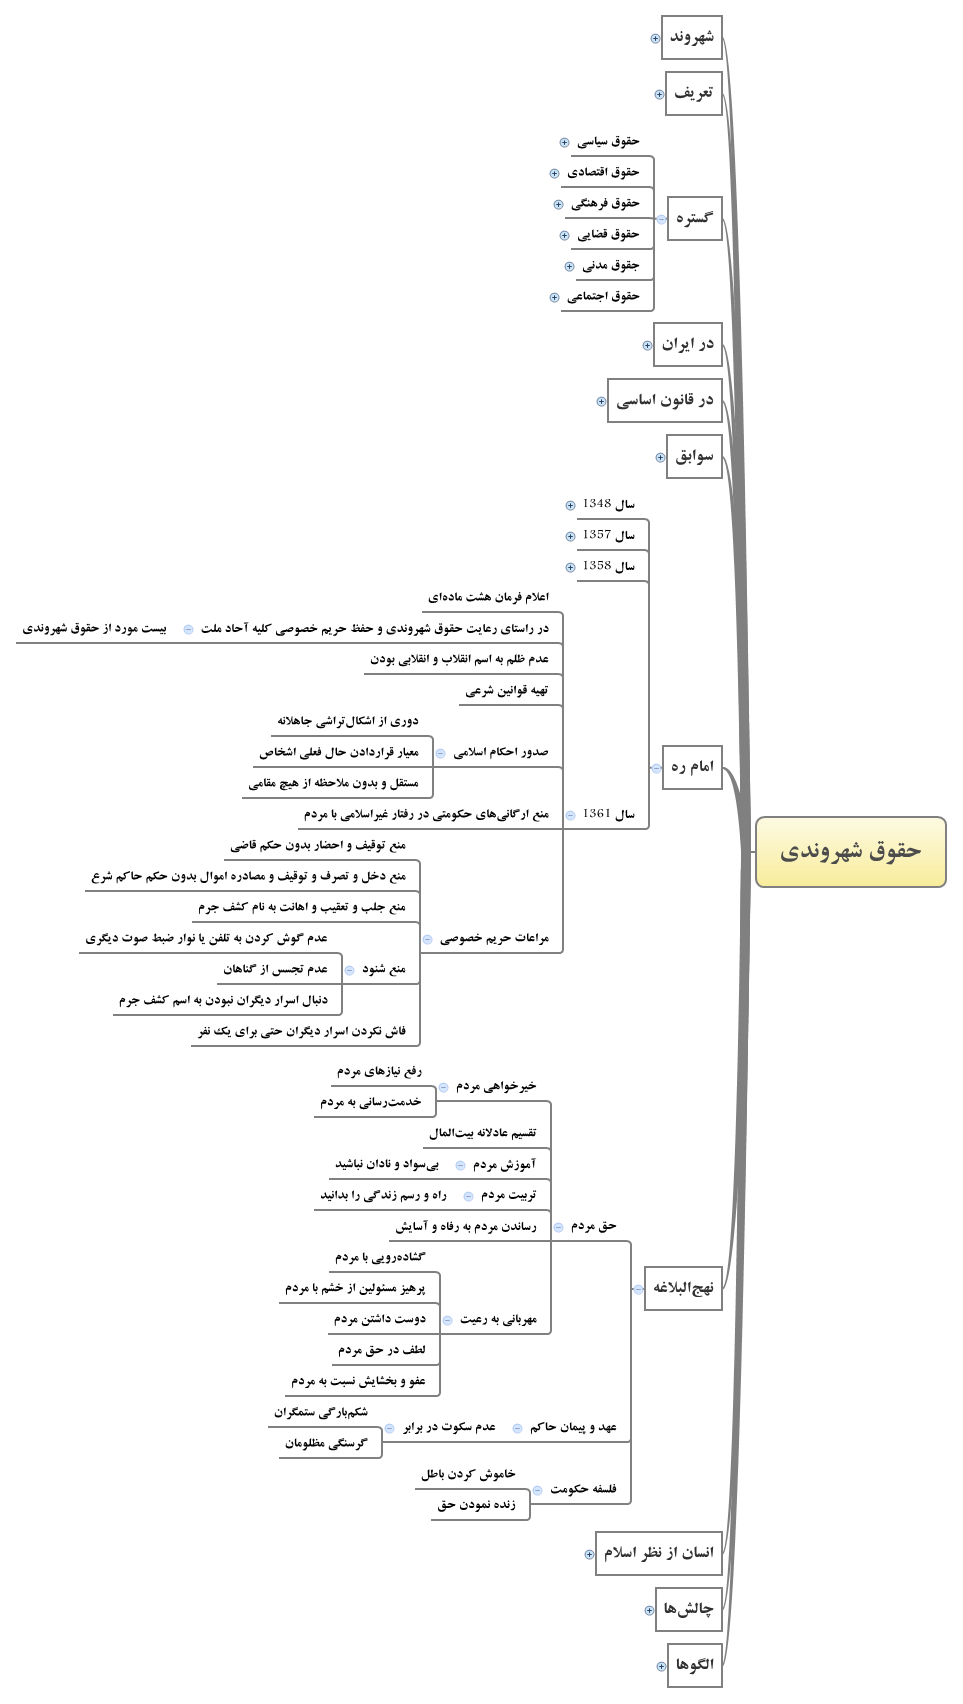 حقوق شهروندی
شهروند
تعریف
گستره
حقوق سیاسی
حقوق اقتصادی
حقوق فرهنگی
حقوق قضایی
جقوق مدنی
حقوق اجتماعی
در ایران
در قانون اساسی
سوابق
امام ره
سال 1348
سال 1357
سال 1358
سال 1361
اعلام فرمان هشت ماده‌ای
در راستای رعایت حقوق شهروندی و حفظ حریم خصوصی کلیه آحاد ملت
بیست مورد از حقوق شهروندی
عدم ظلم به اسم انقلاب و انقلابی بودن
تهیه قوانین شرعی
صدور احکام اسلامی
دوری از اشکال‌تراشی جاهلانه
معیار قراردادن حال فعلی اشخاص
مستقل و بدون ملاحظه از هیچ مقامی
منع ارگانی‌های حکومتی در رفتار غیراسلامی با مردم
مراعات حریم خصوصی
منع توقیف و احضار بدون حکم قاضی
منع دخل و تصرف و توقیف و مصادره اموال بدون حکم حاکم شرع
منع جلب و تعقیب و اهانت به نام کشف جرم
منع شنود
عدم گوش کردن به تلفن یا نوار ضبط صوت دیگری
عدم تجسس از گناهان
دنبال اسرار دیگران نبودن به اسم کشف جرم
فاش نکردن اسرار دیگران حتی برای یک نفر
نهج‌البلاغه
حق مردم
خیرخواهی مردم
رفع نیازهای مردم
خدمت‌رسانی به مردم
تقسیم عادلانه بیت‌المال
آموزش مردم
بی‌سواد و نادان نباشید
تربیت مردم
راه و رسم زندگی را بدانید
رساندن مردم به رفاه و آسایش
مهربانی به رعیت
گشاده‌رویی با مردم
پرهیز مسئولین از خشم با مردم
دوست داشتن مردم
لطف در حق مردم
عفو و بخشایش نسبت به مردم
عهد و پیمان حاکم
عدم سکوت در برابر
شکم‌بارگی ستمگران
گرسنگی مظلومان
فلسفه حکومت
خاموش کردن باطل
زنده نمودن حق
انسان از نظر اسلام
چالش‌ها
الگوها